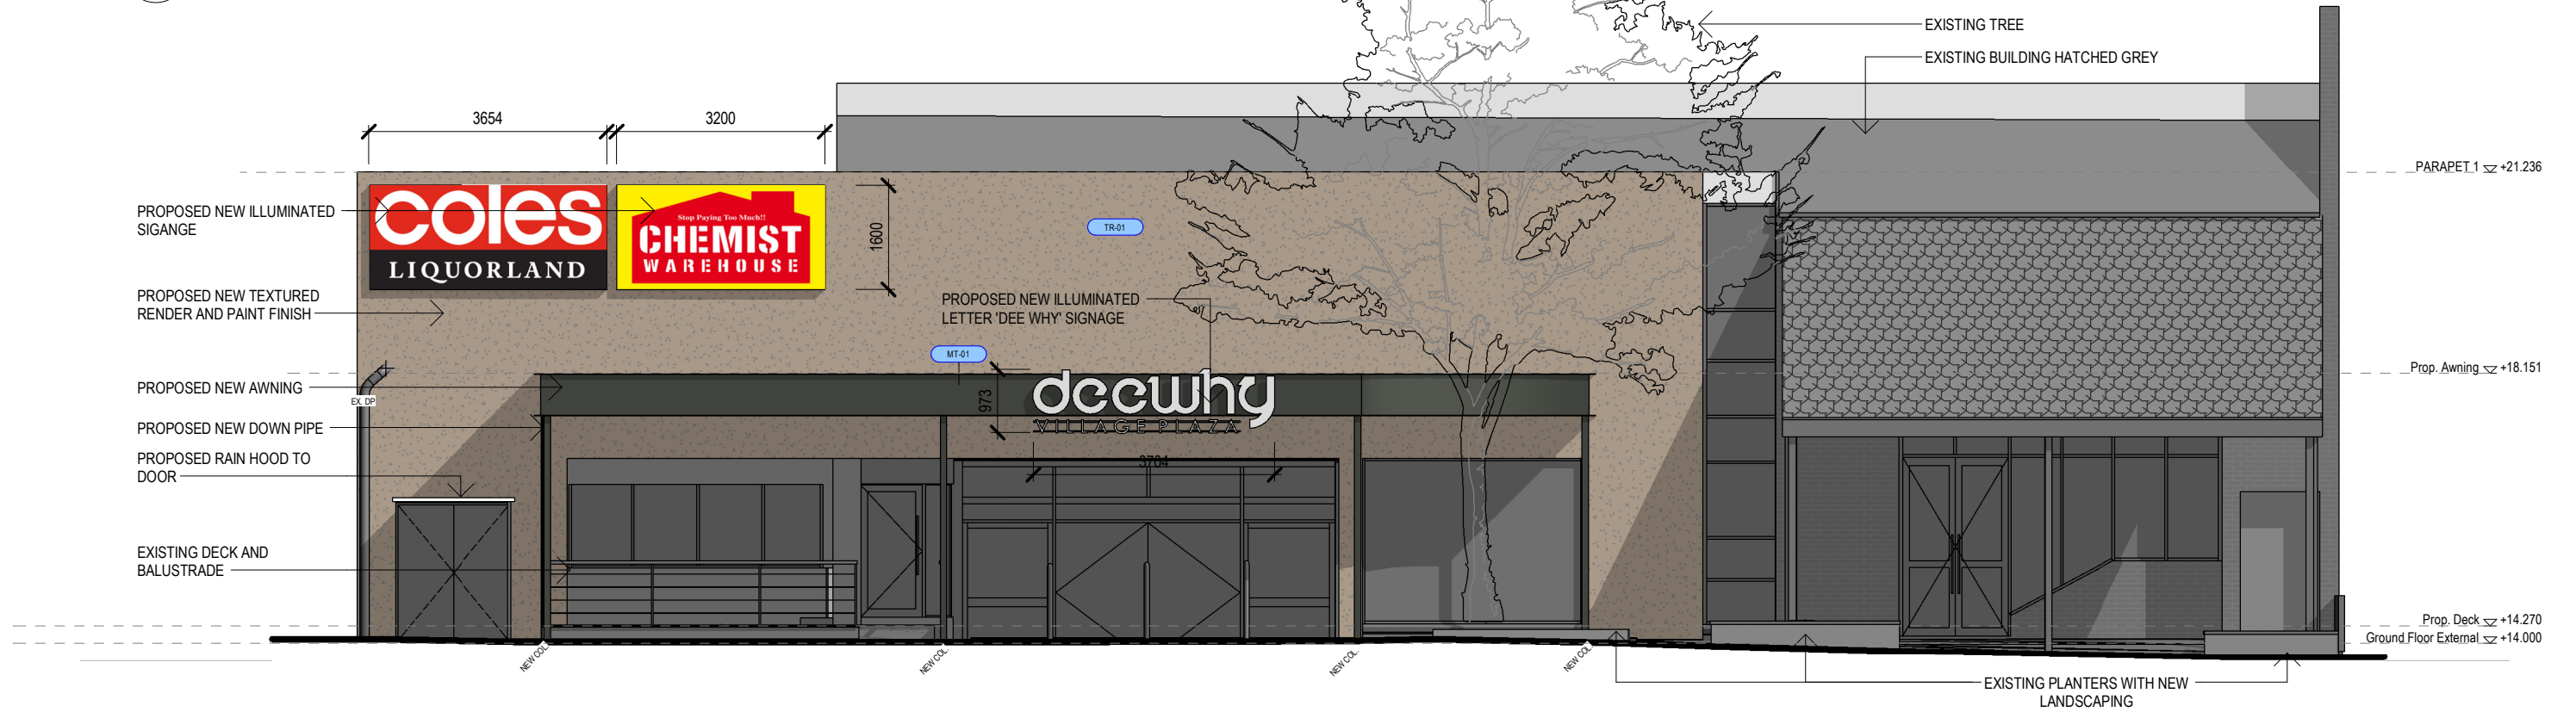 EXISTING TREE
EXISTING BUILDING HATCHED GREY
3654
3200
PARAPET 1 +21.236
PROPOSED NEW ILLUMINATED
SIGANGE
coles
LIQUORLAND
Stop Paying Too Much!!
CHEMIST
WAREHOUSE
1600
TR-01
PROPOSED NEW TEXTURED
RENDER AND PAINT FINISH
PROPOSED NEW ILLUMINATED
LETTER 'DEE WHY' SIGNAGE
MT-01
Prop. Awning +18.151
PROPOSED NEW AWNING
EX. DP
973
deewhy
VILLAGE PLAZA
PROPOSED NEW DOWN PIPE
PROPOSED RAIN HOOD TO
DOOR
3704
EXISTING DECK AND
BALUSTRADE
Prop. Deck +14.270
Ground Floor External +14.000
NEW COL.
NEW COL.
NEW COL.
NEW COL.
EXISTING PLANTERS WITH NEW
LANDSCAPING